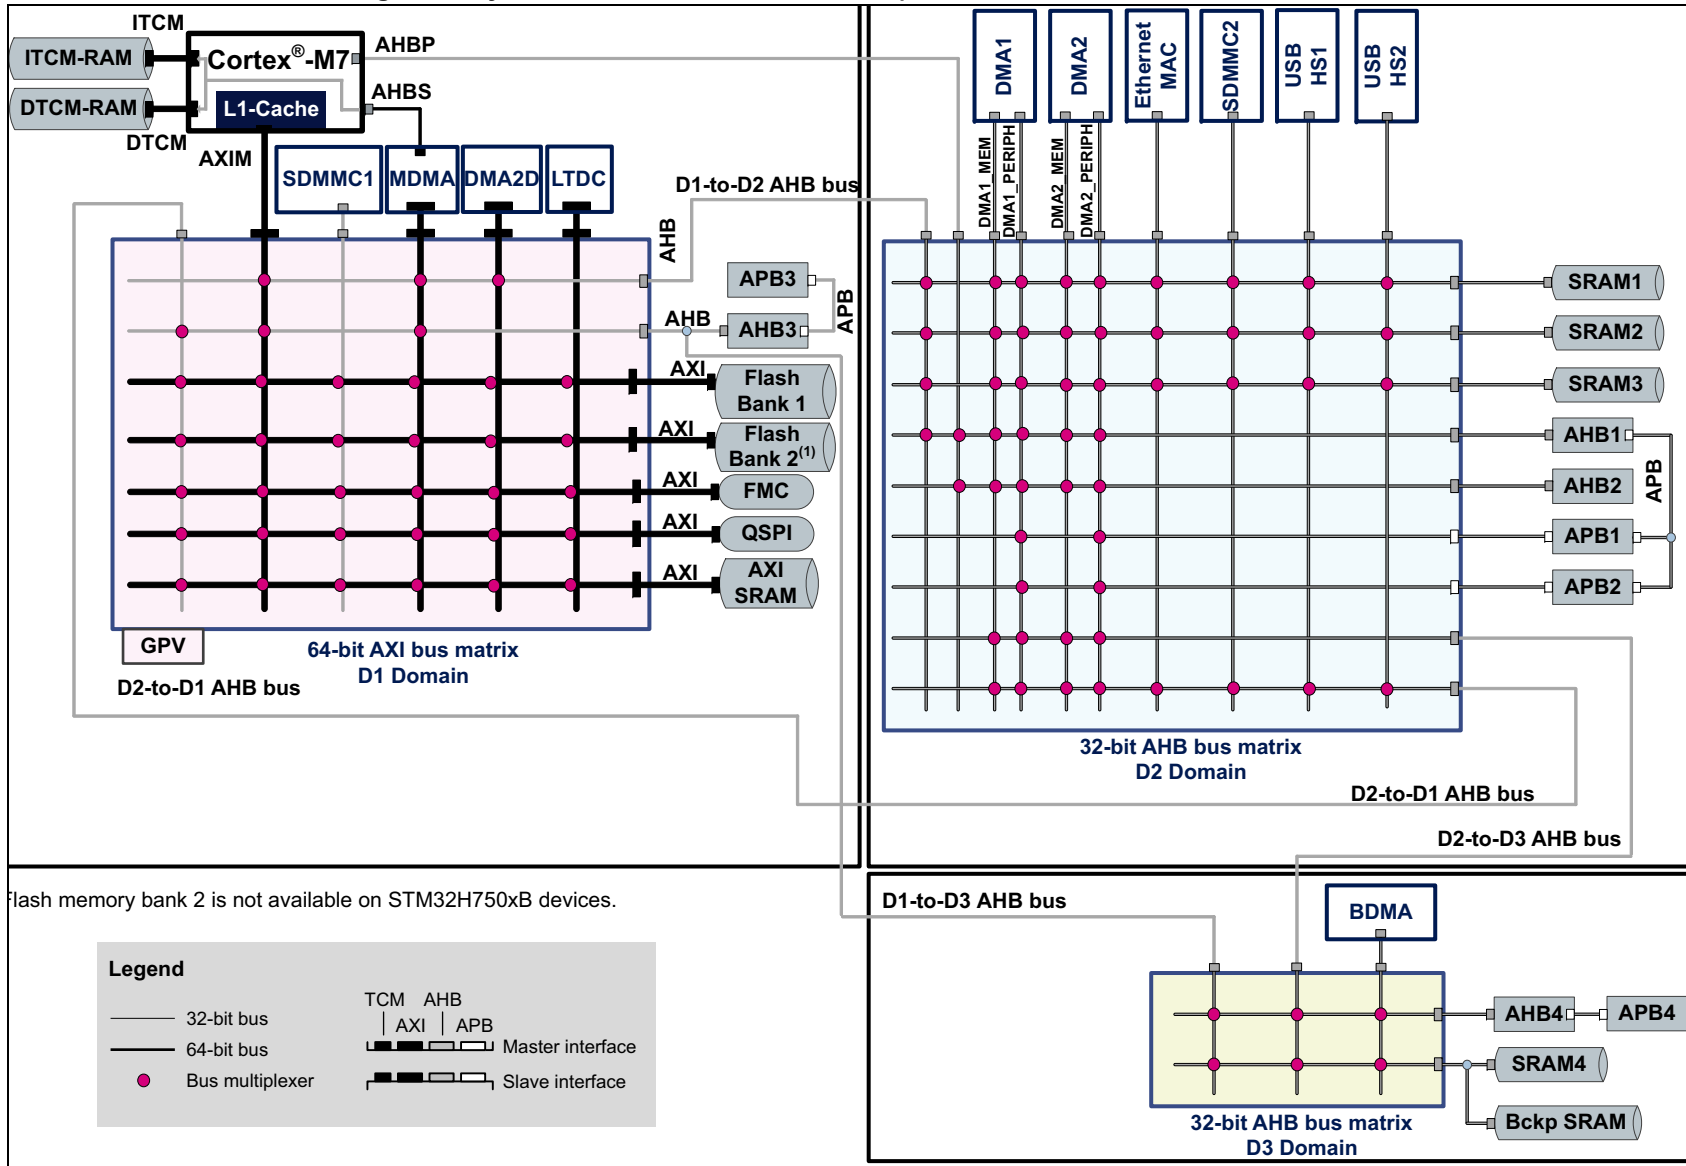 ITCM
AHBP
ITCM-RAM
Cortex®-M7
AHBS
DTCM-RAM
L1-Cache
DTCM
AXIM
SDMMC1
MDMA
DMA2D
LTDC
D1-to-D2 AHB bus
AHB
APB3
APB
AHB
AHB3
AXI
Flash
Bank 1
AXI
Flash
Bank 2(1)
AXI
FMC
AXI
QSPI
AXI
AXI
SRAM
GPV
64-bit AXI bus matrix
D1 Domain
D2-to-D1 AHB bus
DMA1
DMA2
Ethernet
MAC
SDMMC2
USB
HS1
USB
HS2
DMA1_MEM
DMA1_PERIPH
DMA2_MEM
DMA2_PERIPH
SRAM1
SRAM2
SRAM3
AHB1
AHB2
APB
APB1
APB2
32-bit AHB bus matrix
D2 Domain
D2-to-D1 AHB bus
D2-to-D3 AHB bus
lash memory bank 2 is not available on STM32H750xB devices.
D1-to-D3 AHB bus
BDMA
AHB4
APB4
SRAM4
Bckp SRAM
32-bit AHB bus matrix
D3 Domain
Legend
32-bit bus
64-bit bus
Bus multiplexer
TCM AHB
AXI APB
Master interface
Slave interface